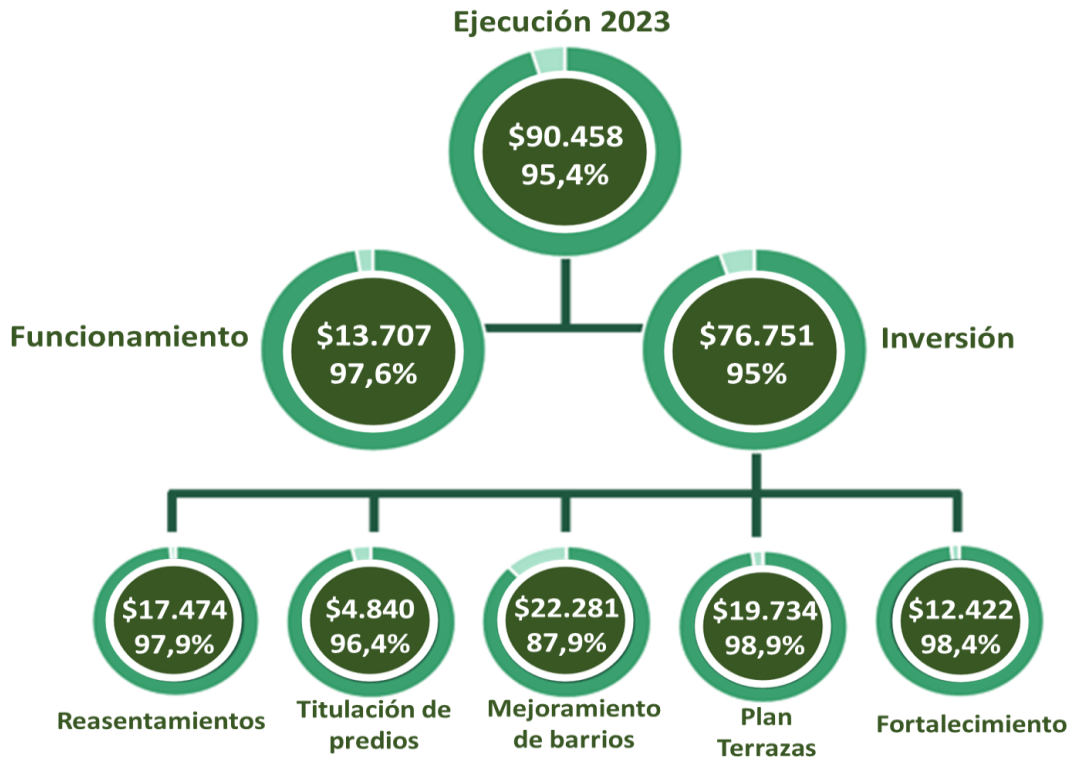 Ejecución 2023
$90.458
95,4%
Funcionamiento
$13.707
97,6%
$76.751
95%
Inversión
$17.474
97,9%
Reasentamientos
$4.840
96,4%
Titulación de
predios
$22.281
87,9%
Mejoramiento
de barrios
$19.734
98,9%
Plan
Terrazas
$12.422
98,4%
Fortalecimiento